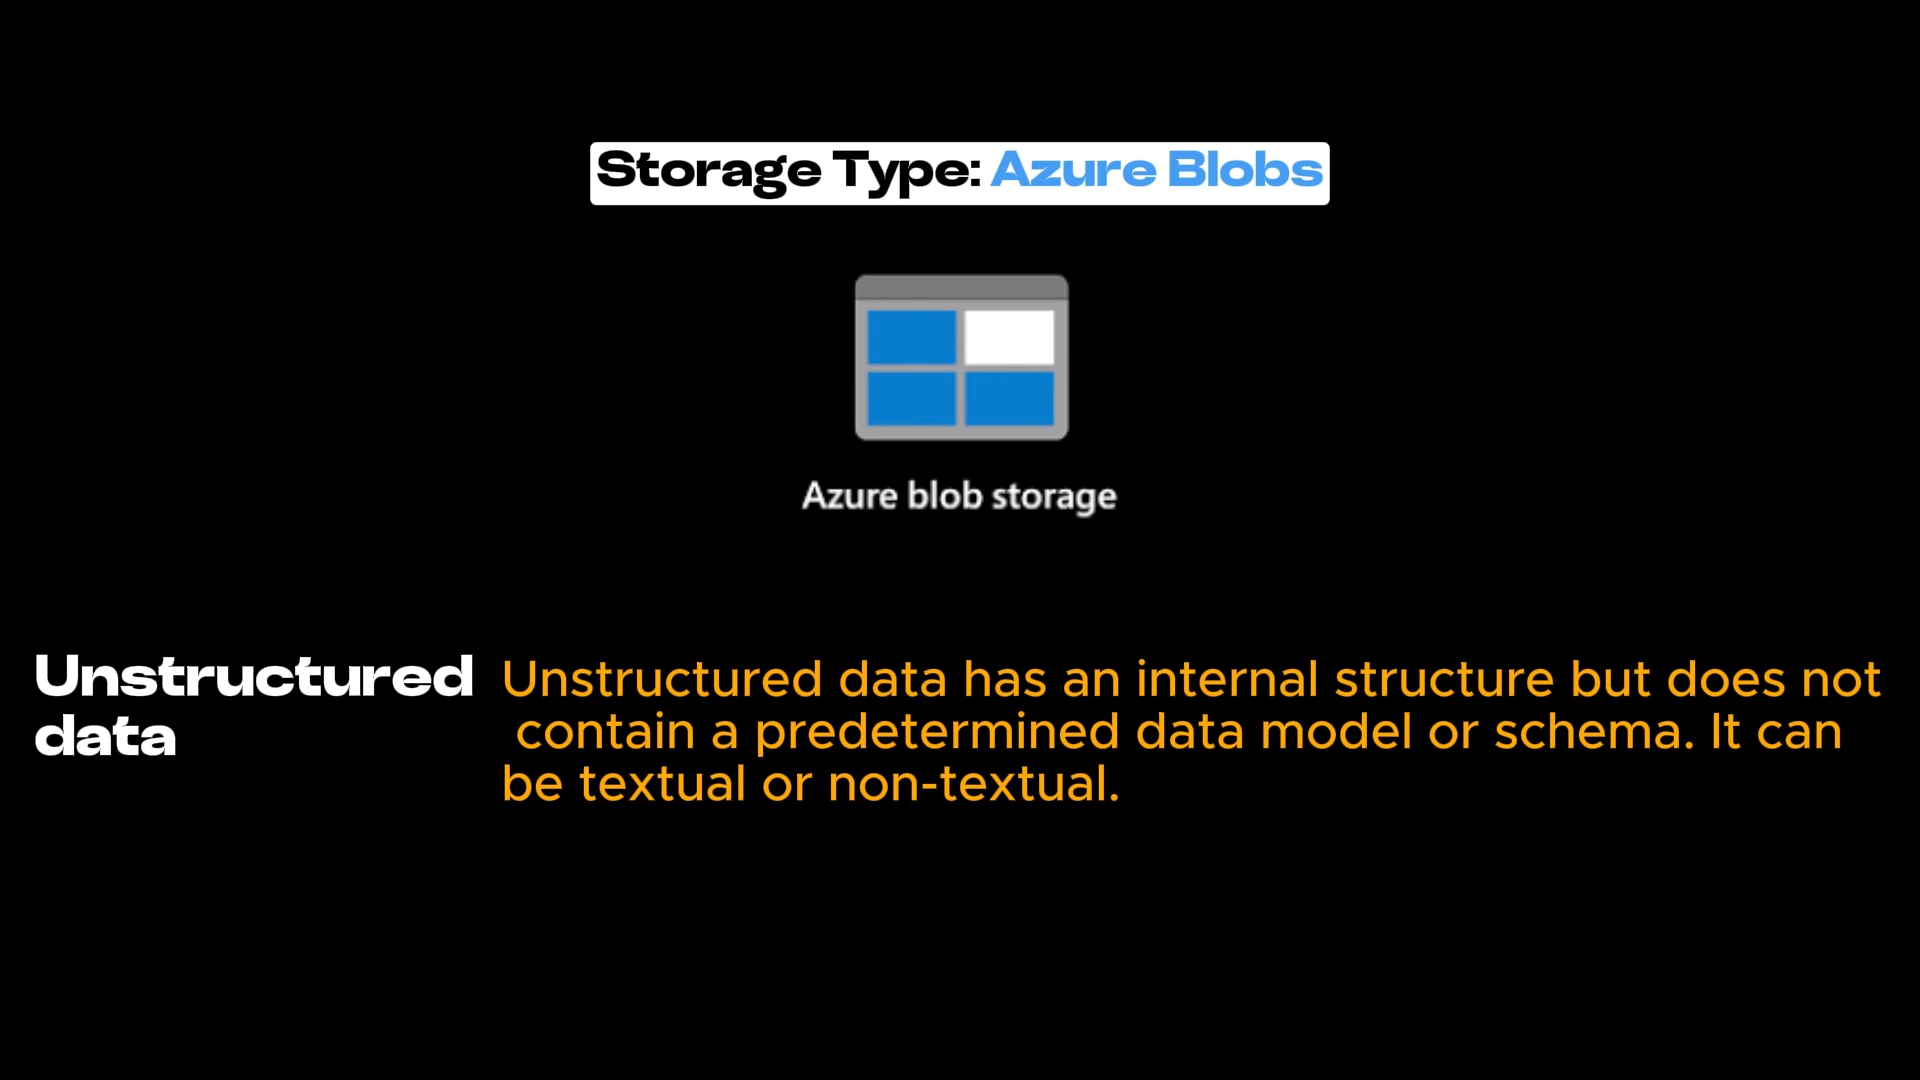 Storage Type: Azure Blobs
Azure blob storage
Unstructured
data
Unstructured data has an internal structure but does not
contain a predetermined data model or schema. It can
be textual or non-textual.